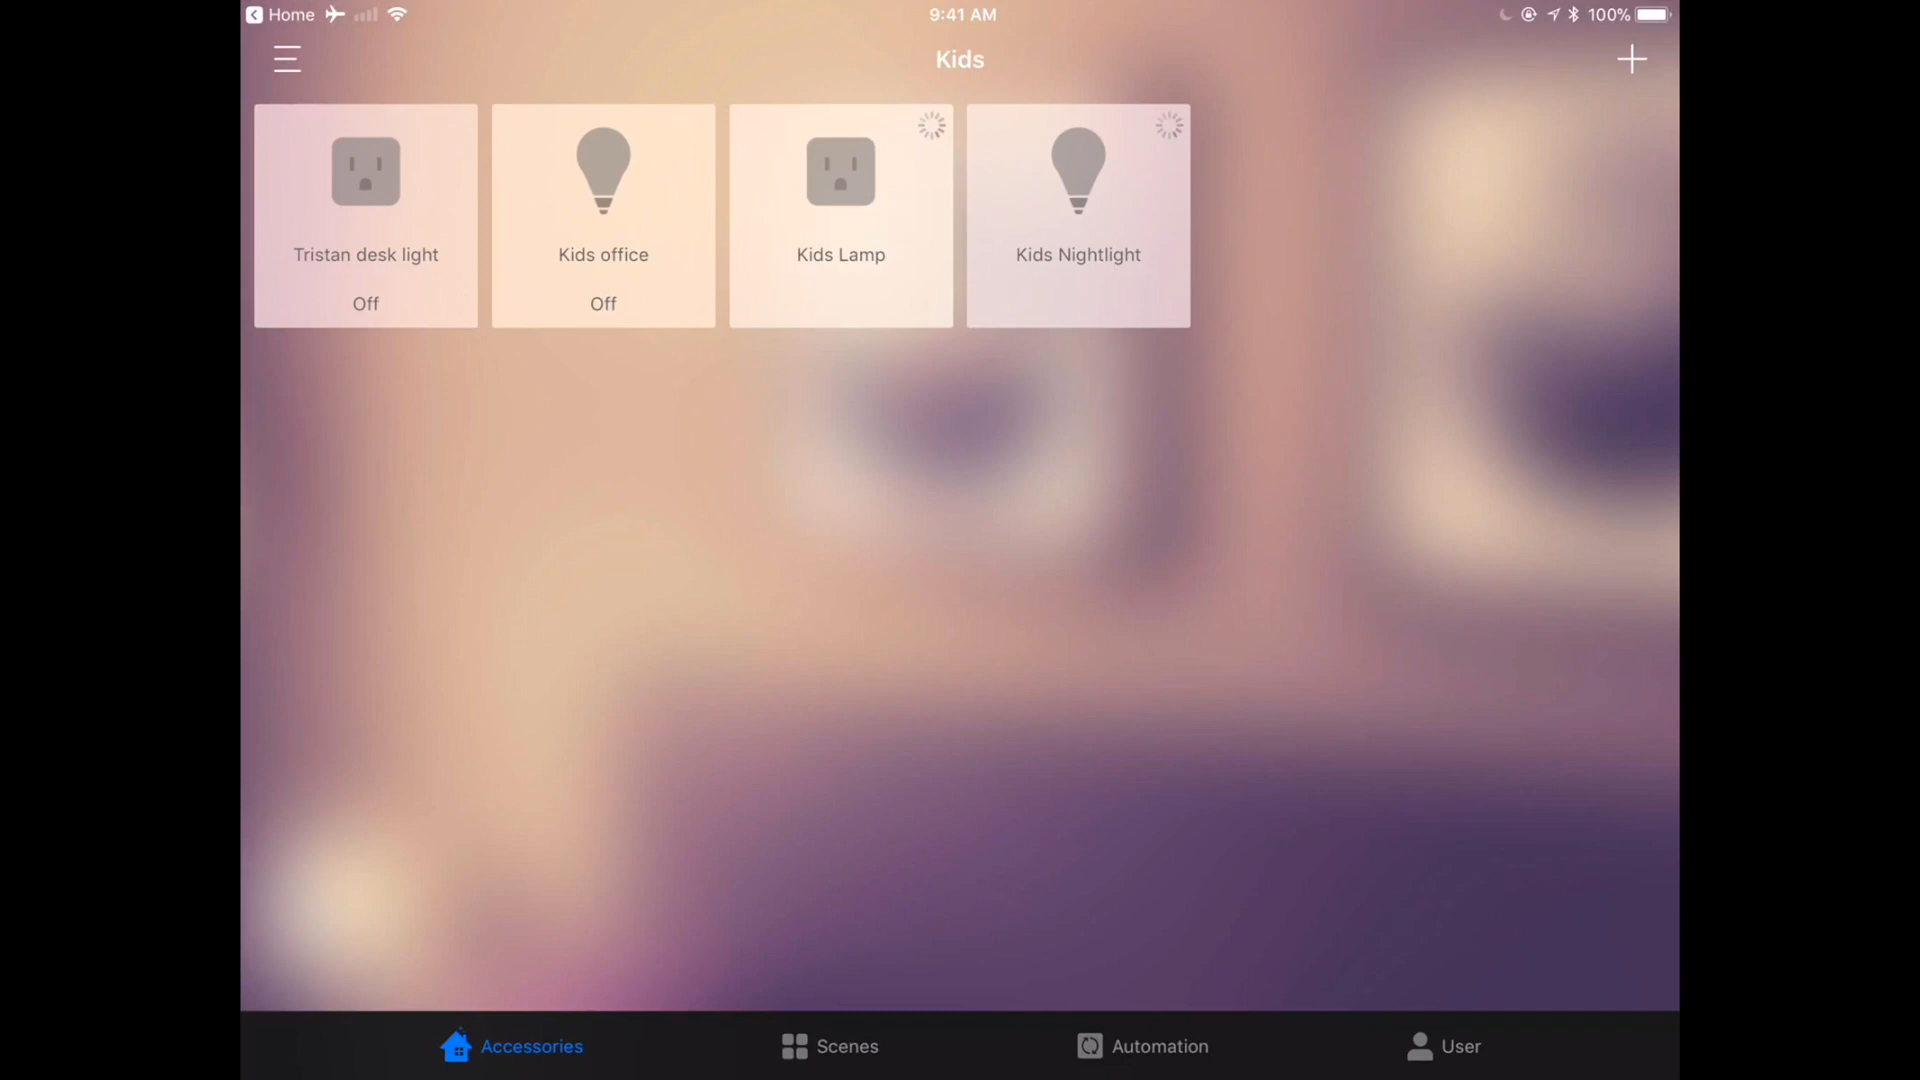 Home
9:41 AM
100%
Kids
Tristan desk light
Off
Kids office
Off
Kids Lamp
Kids Nightlight
Accessories
Scenes
Automation
User